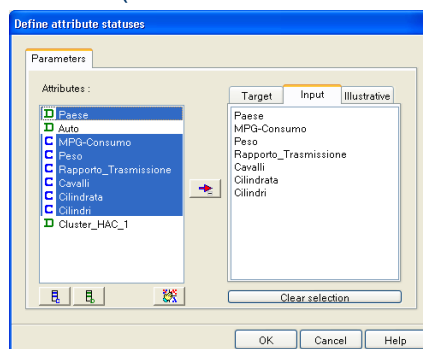 Define attribute statuses
Parameters
Attributes :
D Paese
D Auto
C MPG-Consumo
C Peso
C Rapporto_Trasmissione
C Cavalli
C Cilindrata
C Cilindri
D Cluster_HAC_1
Target Input Illustrative
Paese
MPG-Consumo
Peso
Rapporto_Trasmissione
Cavalli
Cilindrata
Cilindri
Clear selection
OK Cancel Help